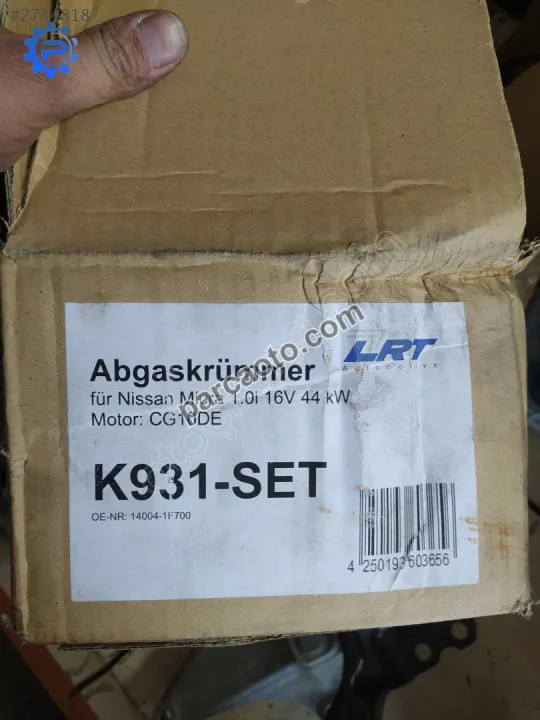 #2734818
Abgaskrümmer
für Nissan Micra 1.0i 16V 44 kW
Motor: CG10DE
K931-SET
OE-NR: 14004-1F700
LRT
Automotive
4 250193 603656
parcaoto.com